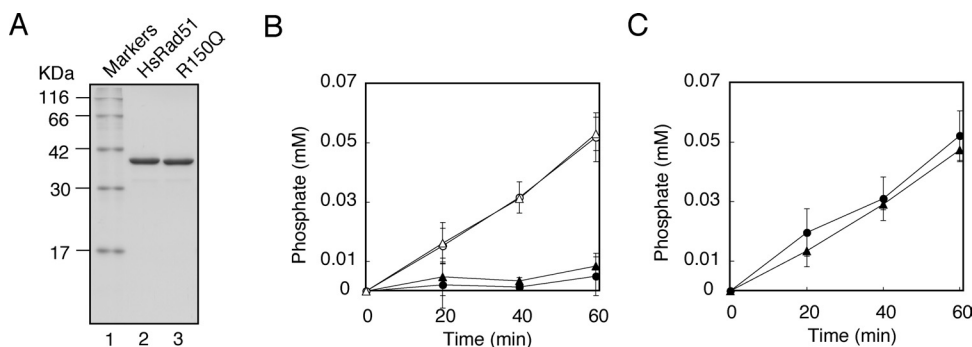 A
KDa
Markers
HsRad51
R150Q
116
66
42
30
17
1 2 3
B
Phosphate (mM)
0.07
0.05
0.03
0.01
0
0 20 40 60
Time (min)
C
Phosphate (mM)
0.07
0.05
0.03
0.01
0
0 20 40 60
Time (min)